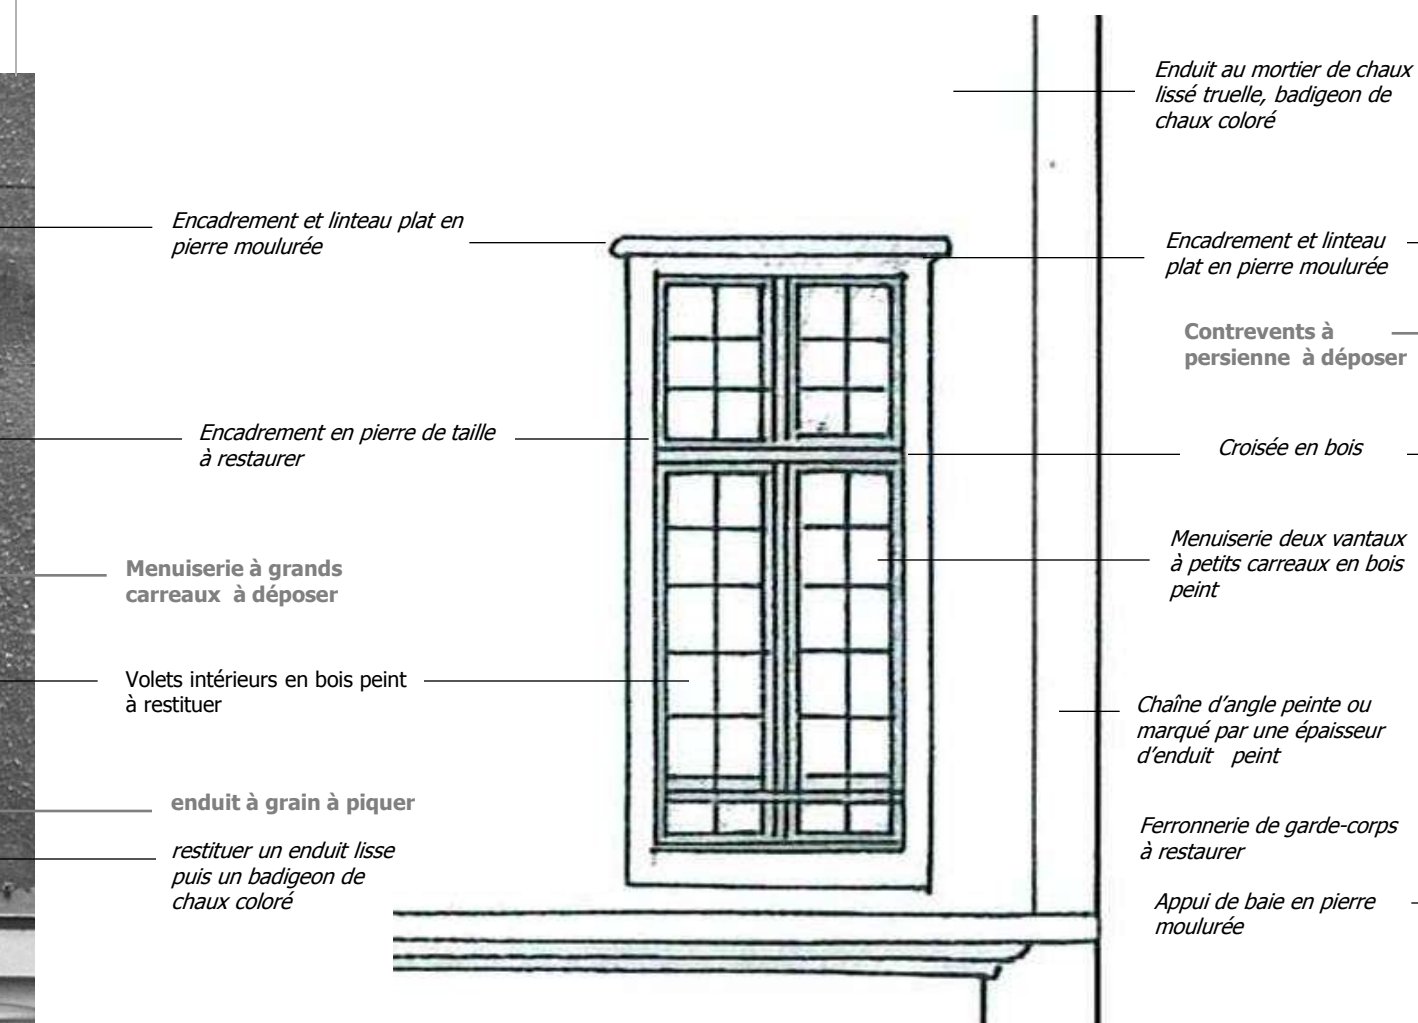 Enduit au mortier de chaux
lissé truelle, badigeon de
chaux coloré
Encadrement et linteau plat en
pierre moulurée
Encadrement et linteau
plat en pierre moulurée
Contrevents à
persienne à déposer
Encadrement en pierre de taille
à restaurer
Croisée en bois
Menuiserie deux vantaux
à petits carreaux en bois
peint
Menuiserie à grands
carreaux à déposer
Volets intérieurs en bois peint
à restituer
Chaîne d'angle peinte ou
marqué par une épaisseur
d'enduit peint
enduit à grain à piquer
restituer un enduit lisse
puis un badigeon de
chaux coloré
Ferronnerie de garde-corps
à restaurer
Appui de baie en pierre
moulurée